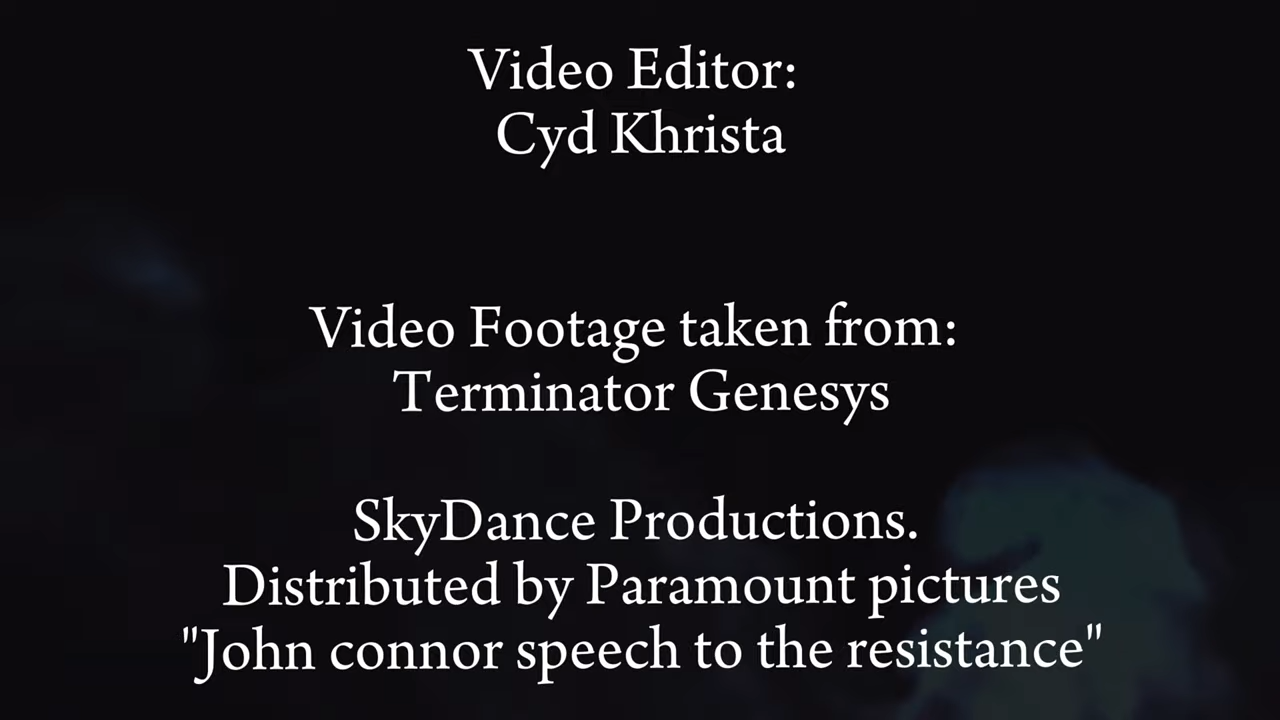 Video Editor:
Cyd Khrista
Video Footage taken from:
Terminator Genesys
SkyDance Productions.
Distributed by Paramount pictures
"John connor speech to the resistance"